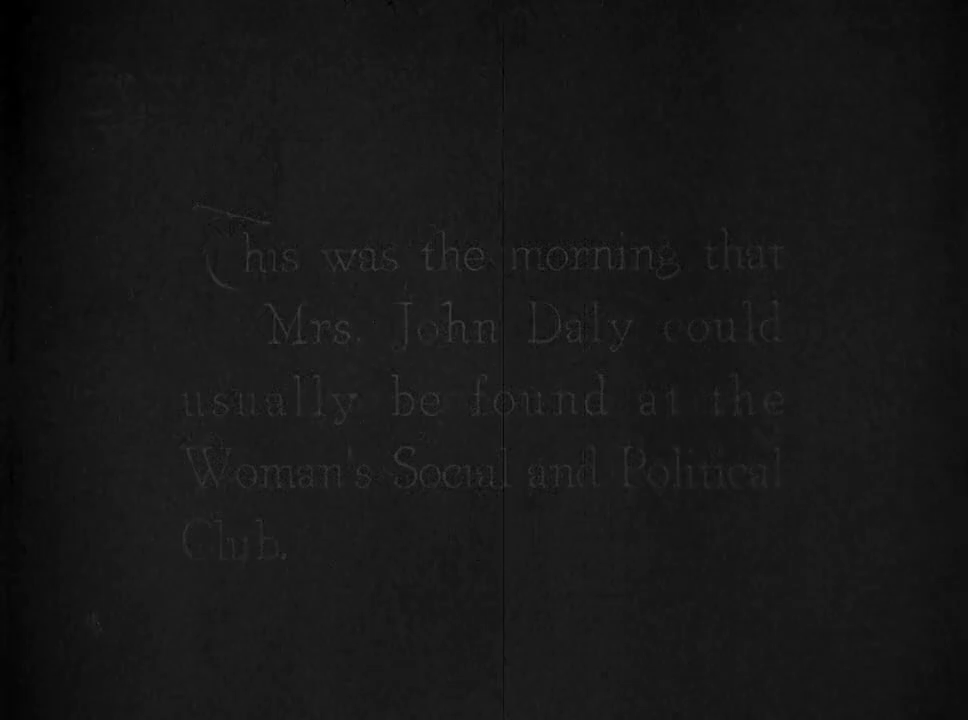 This was the morning that
Mrs. John Daly could
usually be found at the
Woman's Social and Political
Club.